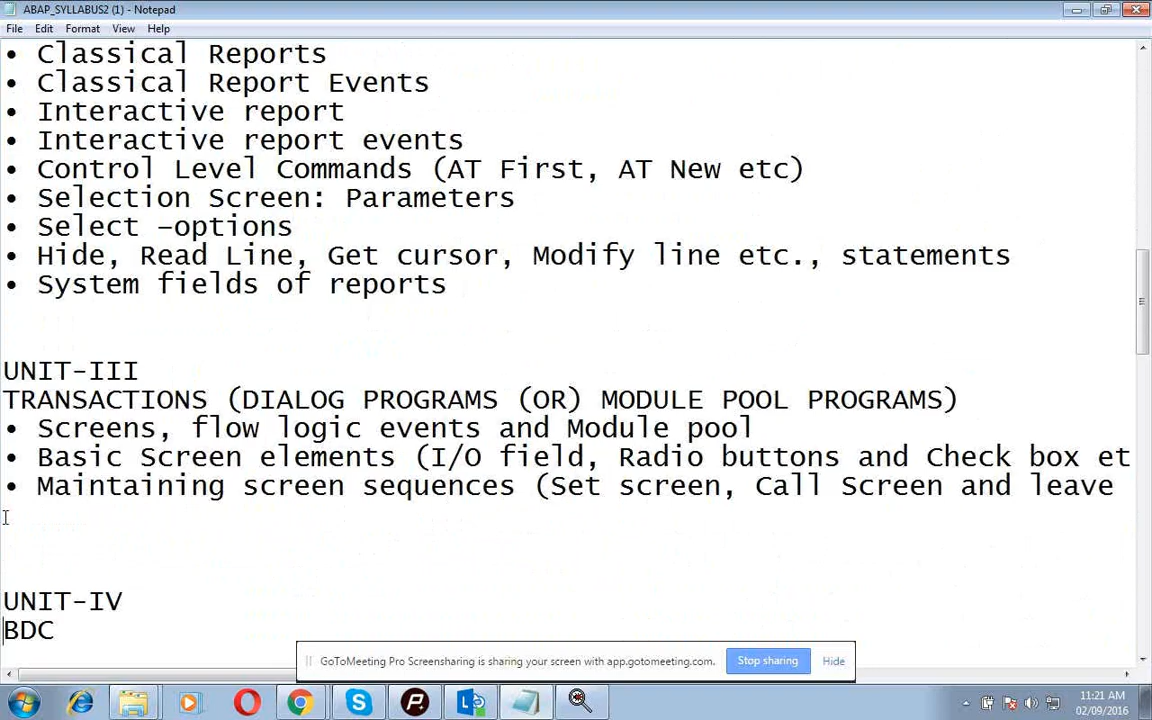 ABAP_SYLLABUS2 (1) - Notepad
File Edit Format View Help
• Classical Reports
• Classical Report Events
• Interactive report
• Interactive report events
• Control Level Commands (AT First, AT New etc)
• Selection Screen: Parameters
• Select –options
• Hide, Read Line, Get cursor, Modify line etc., statements
• System fields of reports
UNIT-III
TRANSACTIONS (DIALOG PROGRAMS (OR) MODULE POOL PROGRAMS)
• Screens, flow logic events and Module pool
• Basic Screen elements (I/O field, Radio buttons and Check box et
• Maintaining screen sequences (Set screen, Call Screen and leave
UNIT-IV
BDC
GoToMeeting Pro Screensharing is sharing your screen with app.gotomeeting.com. Stop sharing Hide
11:21 AM
02/09/2016